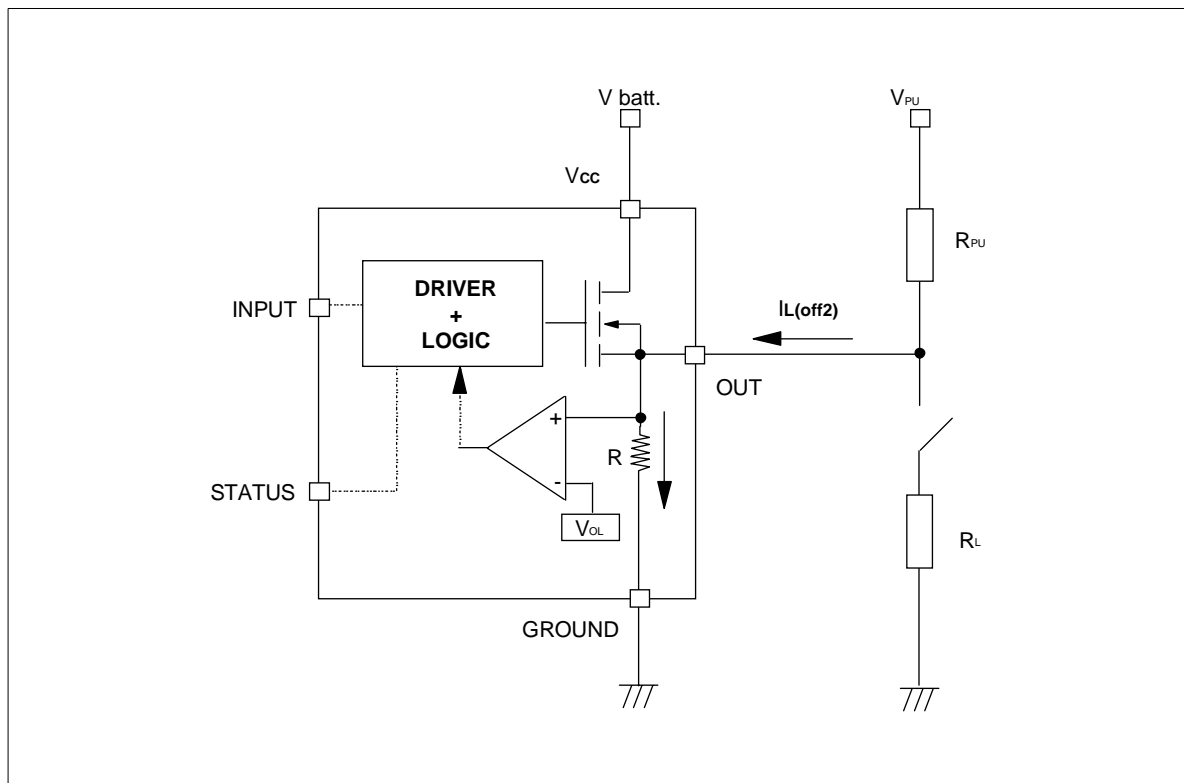 V batt.
VPU
Vcc
RPU
DRIVER
+
LOGIC
INPUT
IL(off2)
OUT
+
R
-
STATUS
VOL
RL
GROUND